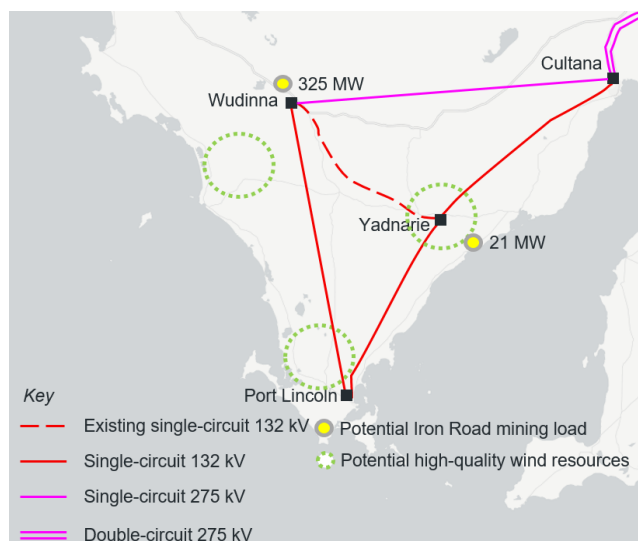 Cultana
325 MW
Wudinna
Yadnarie
21 MW
Port Lincoln
Key
Existing single-circuit 132 kV
Potential Iron Road mining load
Single-circuit 132 kV
Potential high-quality wind resources
Single-circuit 275 kV
Double-circuit 275 kV